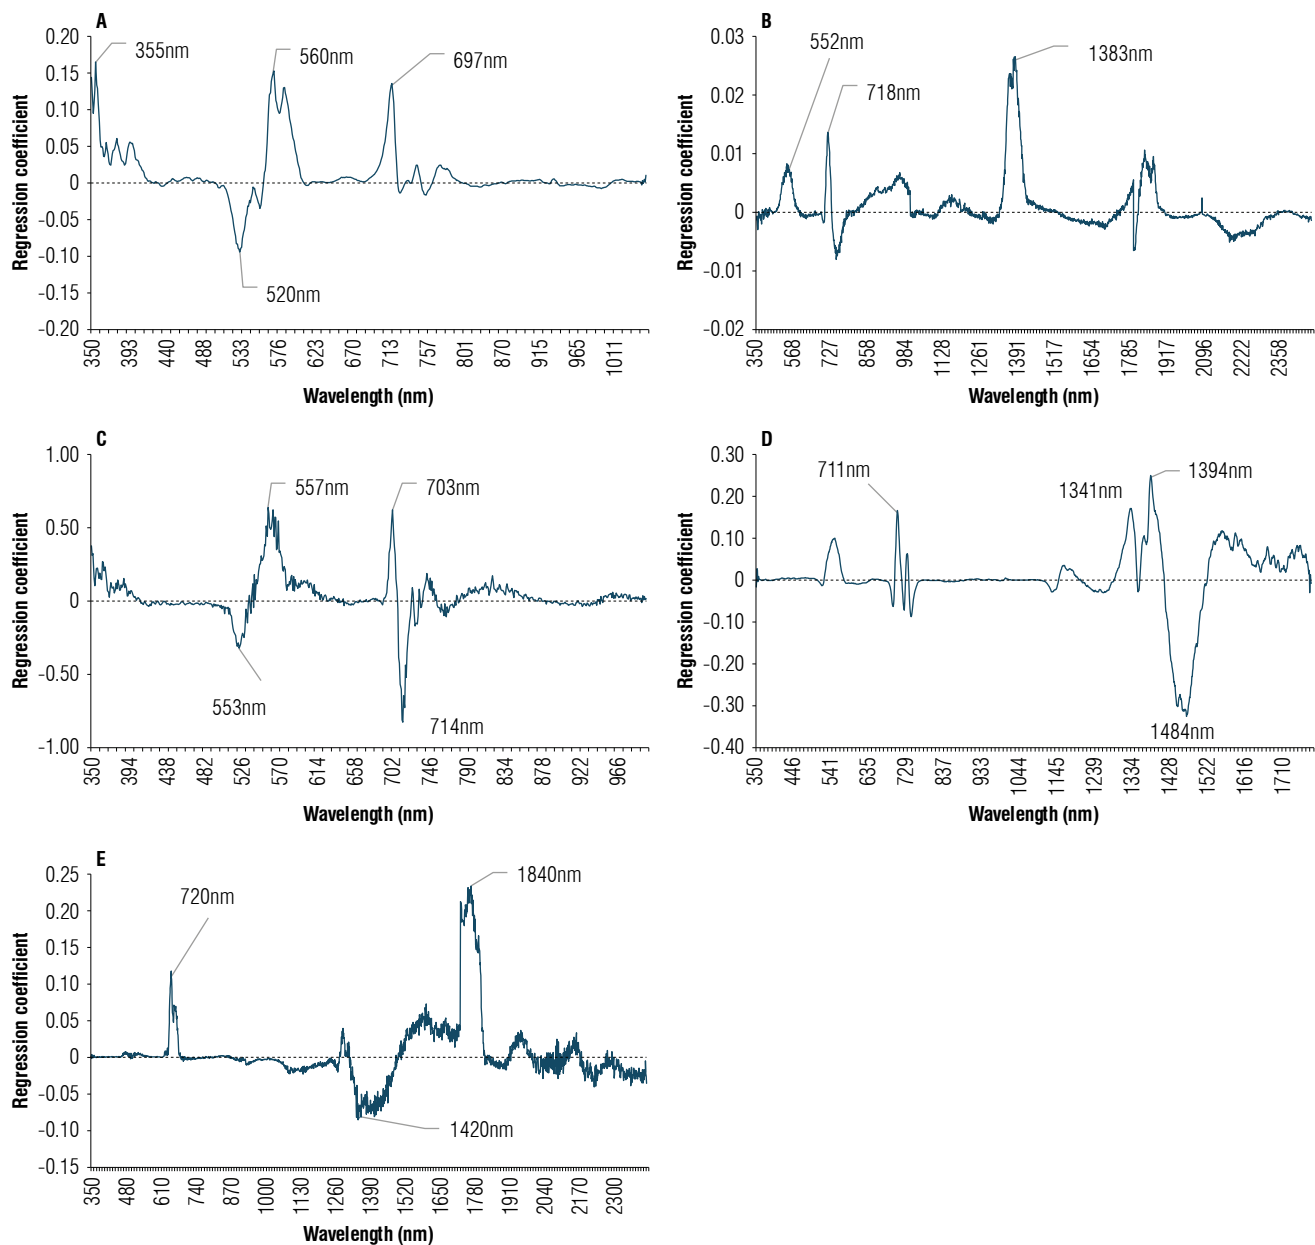 A
0.20
0.15
0.10
0.05
0
-0.05
-0.10
-0.15
-0.20
Regression coefficient
355nm
560nm
697nm
520nm
350 393 440 488 533 576 623 670 713 757 801 870 915 965 1011
Wavelength (nm)
B
0.03
0.02
0.01
0
-0.01
-0.02
Regression coefficient
552nm
1383nm
718nm
350 568 727 858 984 1128 1261 1391 1517 1654 1785 1917 2096 2222 2358
Wavelength (nm)
C
1.00
0.50
0
-0.50
-1.00
Regression coefficient
557nm
703nm
553nm
714nm
350 394 438 482 526 570 614 658 702 746 790 834 878 922 966
Wavelength (nm)
D
0.30
0.20
0.10
0
-0.10
-0.20
-0.30
-0.40
Regression coefficient
711nm
1341nm
1394nm
1484nm
350 446 541 635 729 837 933 1044 1145 1239 1334 1428 1522 1616 1710
Wavelength (nm)
E
0.25
0.20
0.15
0.10
0.05
0
-0.05
-0.10
-0.15
Regression coefficient
720nm
1840nm
1420nm
350 480 610 740 870 1000 1130 1260 1390 1520 1650 1780 1910 2040 2170 2300
Wavelength (nm)